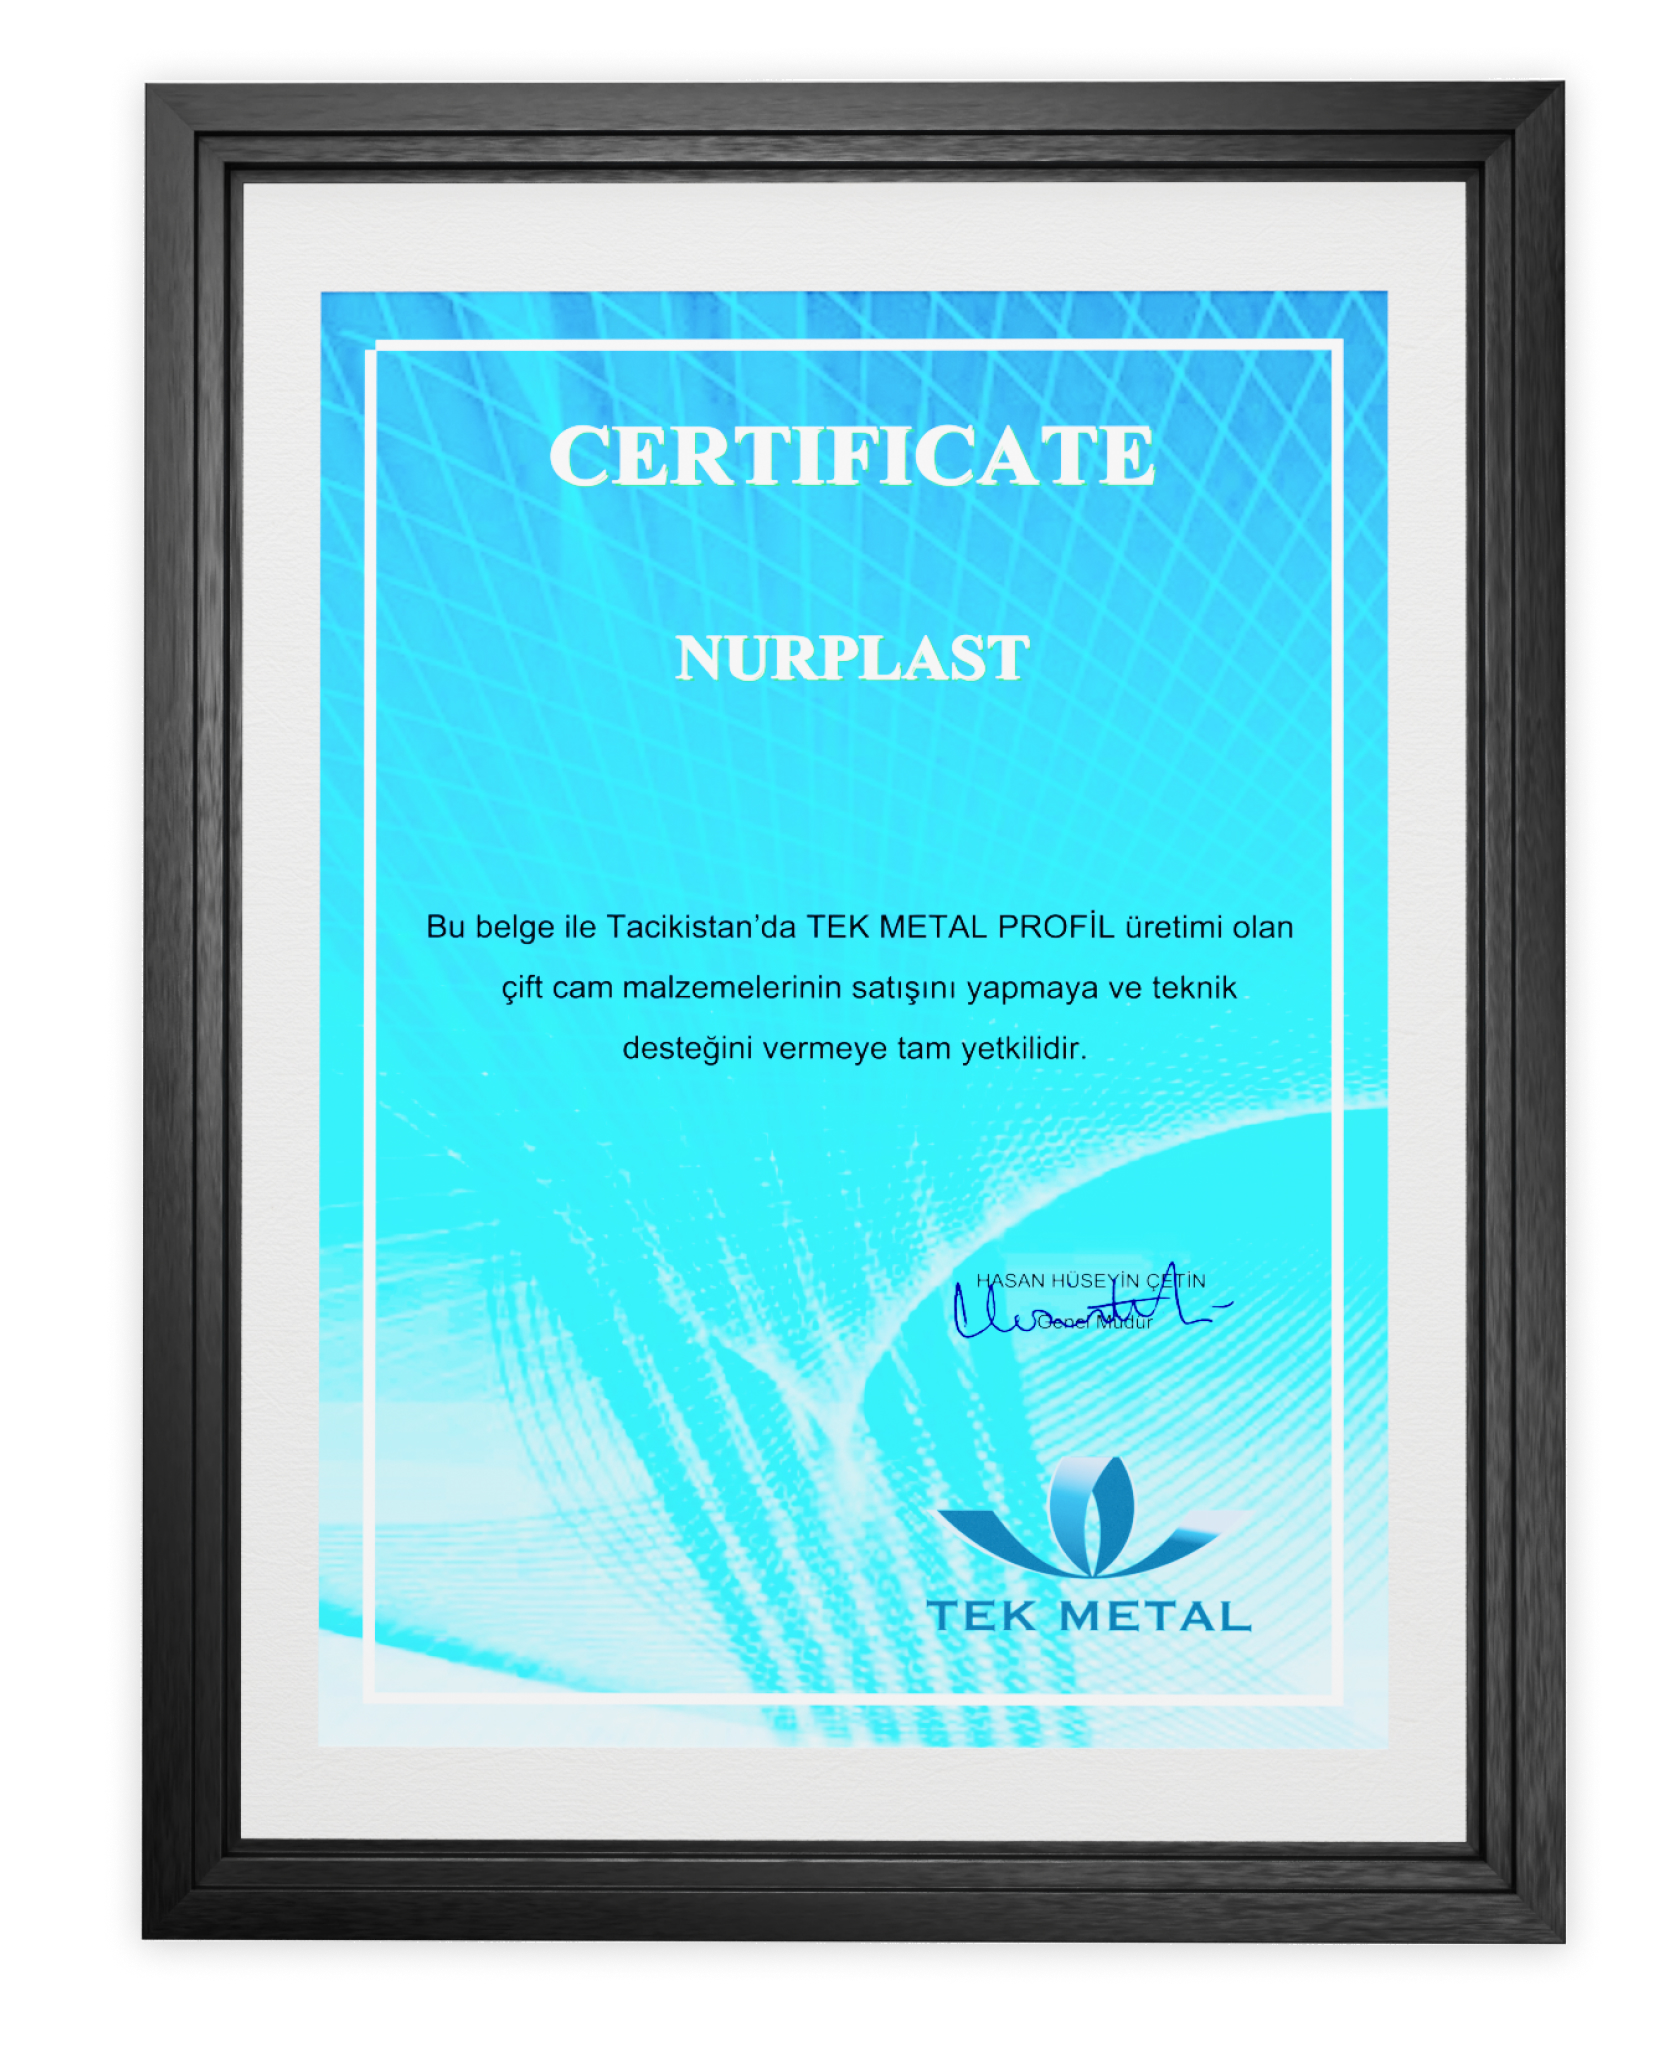 CERTIFICATE
NURPLAST
Bu belge ile Tacikistan’da TEK METAL PROFİL üretimi olan
çift cam malzemelerinin satışını yapmaya ve teknik
desteğini vermeye tam yetkilidir.
HASAN HÜSEYİN ÇETİN
Genel Müdür
TEK METAL